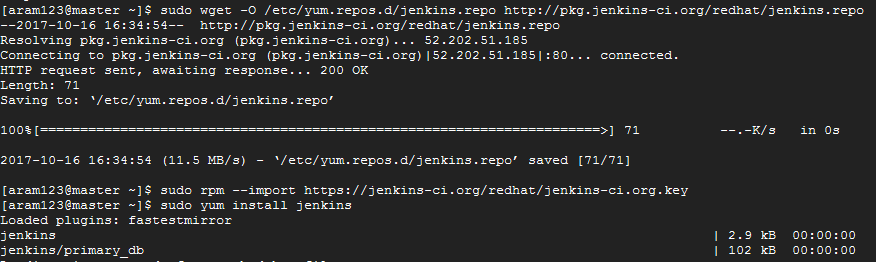 [aram123@master ~]$ sudo wget -O /etc/yum.repos.d/jenkins.repo http://pkg.jenkins-ci.org/redhat/jenkins.repo
--2017-10-16 16:34:54--  http://pkg.jenkins-ci.org/redhat/jenkins.repo
Resolving pkg.jenkins-ci.org (pkg.jenkins-ci.org)... 52.202.51.185
Connecting to pkg.jenkins-ci.org (pkg.jenkins-ci.org)|52.202.51.185|:80... connected.
HTTP request sent, awaiting response... 200 OK
Length: 71
Saving to: ‘/etc/yum.repos.d/jenkins.repo’
100%[======================================================================>] 71          --.-K/s   in 0s
2017-10-16 16:34:54 (11.5 MB/s) - ‘/etc/yum.repos.d/jenkins.repo’ saved [71/71]
[aram123@master ~]$ sudo rpm --import https://jenkins-ci.org/redhat/jenkins-ci.org.key
[aram123@master ~]$ sudo yum install jenkins
Loaded plugins: fastestmirror
jenkins                                                                                  | 2.9 kB  00:00:00
jenkins/primary_db                                                                       | 102 kB  00:00:00